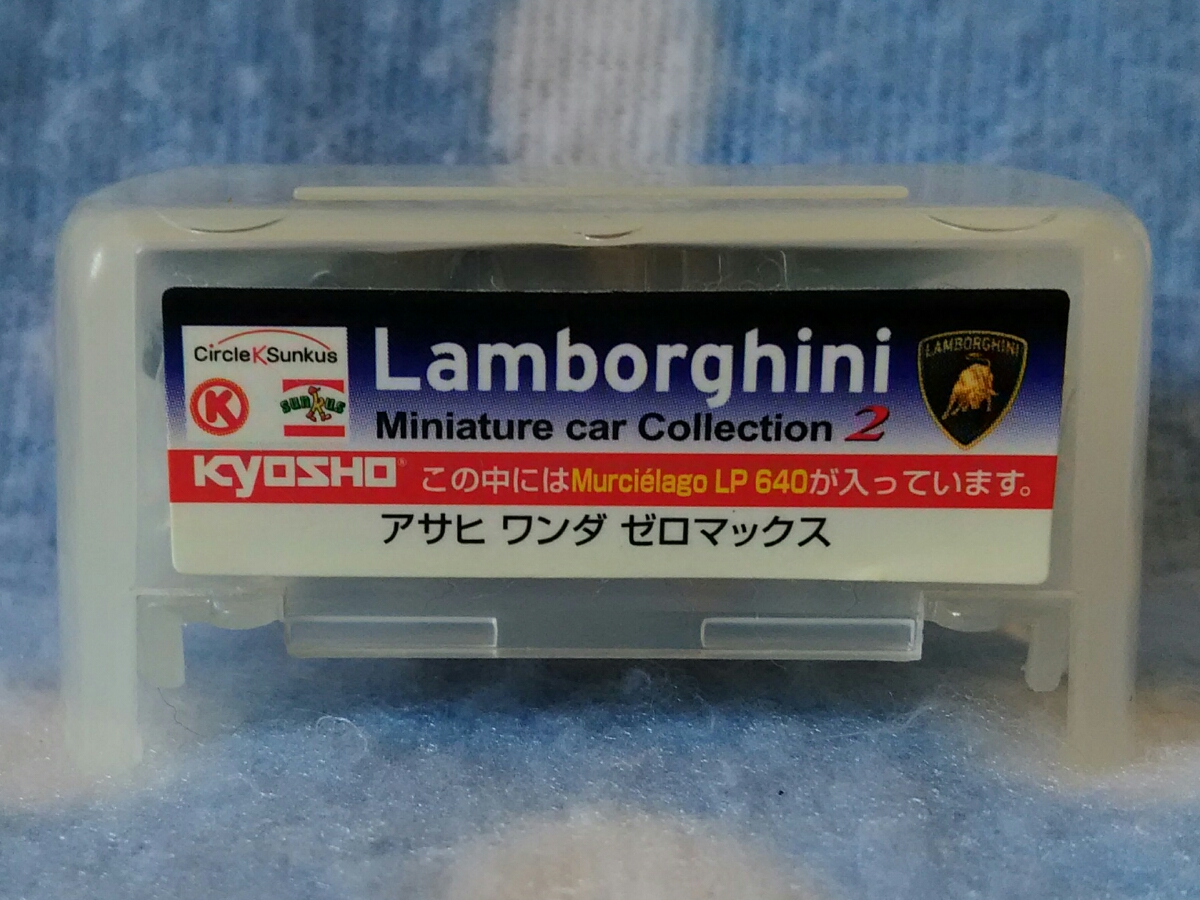 CircleKSunkus
K sunkus
Lamborghini
Miniature car Collection 2
LAMBORGHINI
KYOSHO® この中にはMurciélago LP 640が入っています。
アサヒ ワンダ ゼロマックス